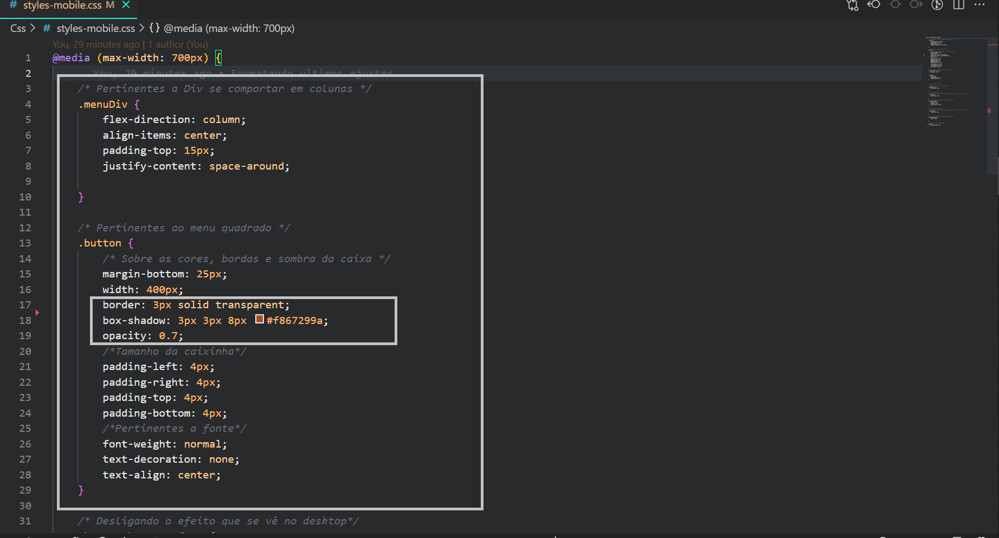 # styles-mobile.css M ×
Css > # styles-mobile.css > {} @media (max-width: 700px)
You, 29 minutes ago | 1 author (You)
1 @media (max-width: 700px) {
2 You, 29 minutes ago • Formatando ultimos ajustes
3 /* Pertinentes a Div se comportar em colunas */
4 .menuDiv {
5 flex-direction: column;
6 align-items: center;
7 padding-top: 15px;
8 justify-content: space-around;
9
10 }
11
12 /* Pertinentes ao menu quadrado */
13 .button {
14 /* Sobre as cores, bordas e sombra da caixa */
15 margin-bottom: 25px;
16 width: 400px;
17 border: 3px solid transparent;
18 box-shadow: 3px 3px 8px #f867299a;
19 opacity: 0.7;
20 /*Tamanho da caixinha*/
21 padding-left: 4px;
22 padding-right: 4px;
23 padding-top: 4px;
24 padding-bottom: 4px;
25 /*Pertinentes a fonte*/
26 font-weight: normal;
27 text-decoration: none;
28 text-align: center;
29 }
30
31 /* Desligando o efeito que se vê no desktop*/